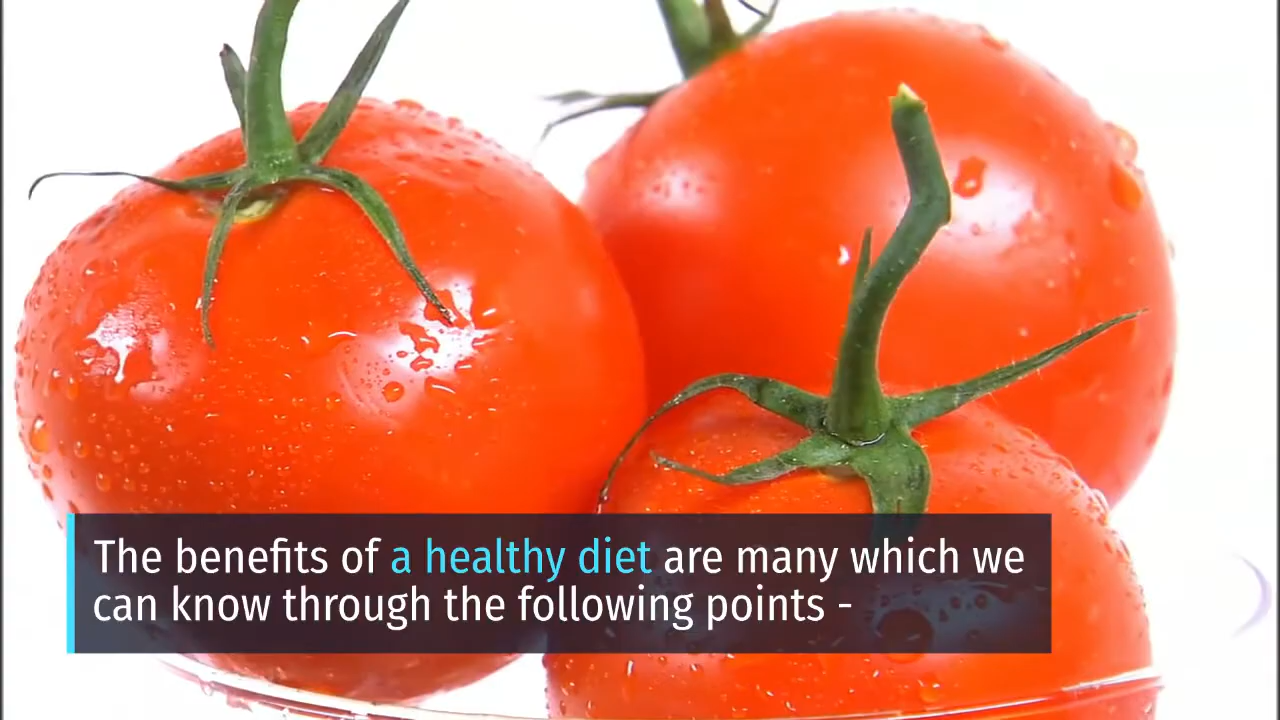 The benefits of a healthy diet are many which we
can know through the following points -